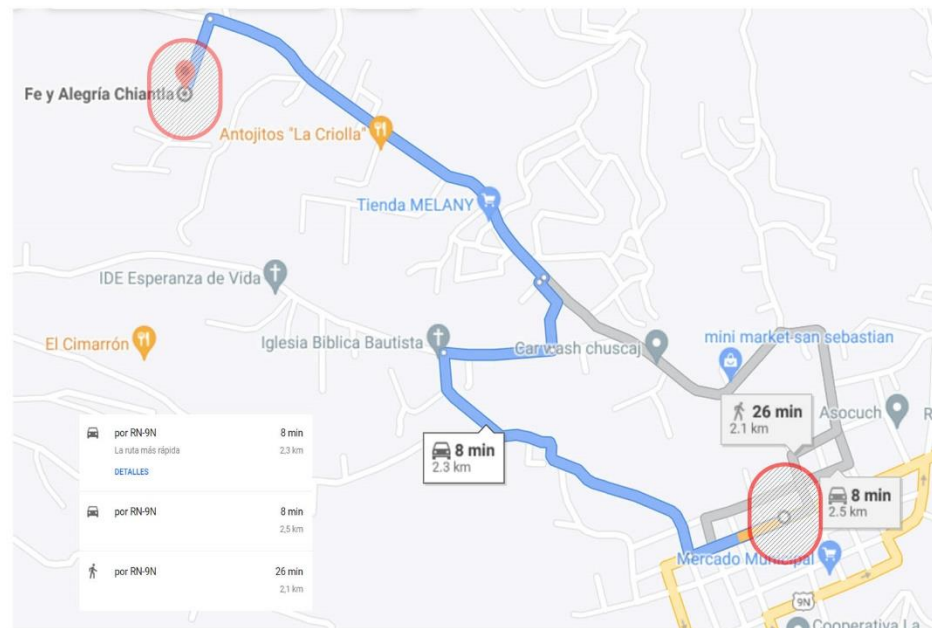 Fe y Alegría Chiantla
Antojitos "La Criolla"
Tienda MELANY
IDE Esperanza de Vida
El Cimarrón
Iglesia Biblica Bautista
Car wash chuscaj
mini market san sebastian
26 min
2.1 km
Asocuch
R
8 min
2.3 km
8 min
2.5 km
Mercado Municipal
9N
Cooperativa La
por RN-9N 8 min
La ruta más rápida 2,3 km
DETALLES
por RN-9N 8 min
2,5 km
por RN-9N 26 min
2,1 km